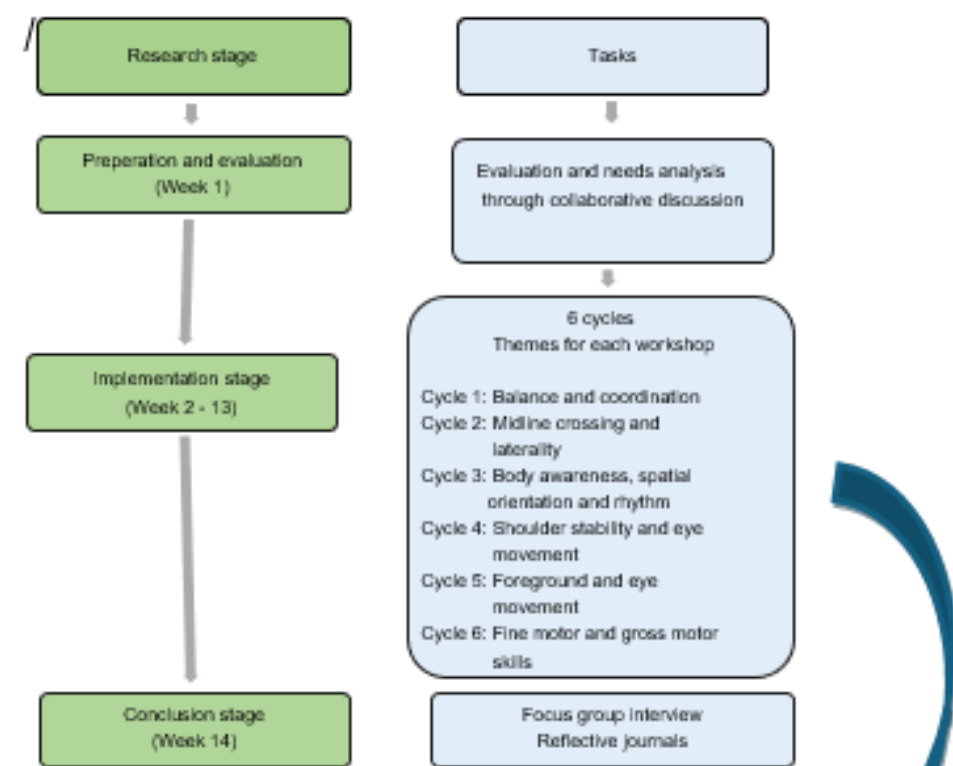 /
Research stage
Tasks
Preperation and evaluation
(Week 1)
Evaluation and needs analysis
through collaborative discussion
Implementation stage
(Week 2 - 13)
6 cycles
Themes for each workshop
Cycle 1: Balance and coordination
Cycle 2: Midline crossing and
laterality
Cycle 3: Body awareness, spatial
orientation and rhythm
Cycle 4: Shoulder stability and eye
movement
Cycle 5: Foreground and eye
movement
Cycle 6: Fine motor and gross motor
skills
Conclusion stage
(Week 14)
Focus group interview
Reflective journals